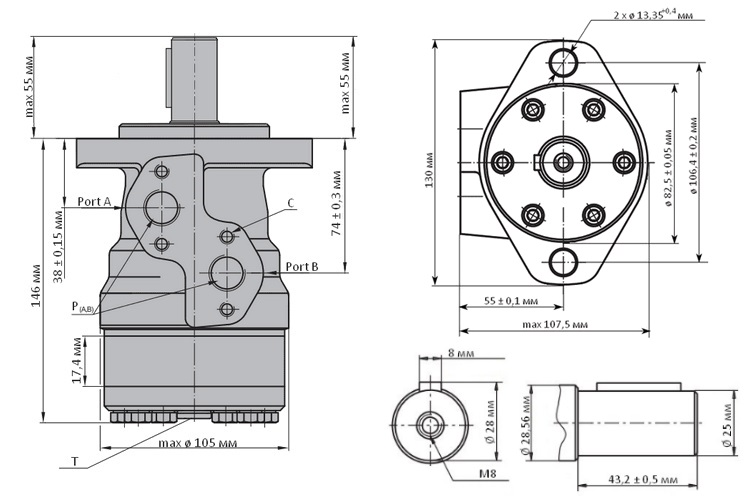 2 x ø 13,35+0,4 мм
max 55 мм
max 55 мм
Port A
C
38 ± 0,15 мм
74 ± 0,3 мм
146 мм
Port B
P(A,B)
17,4 мм
max ø 105 мм
T
130 мм
ø 82,5 ± 0,05 мм
ø 106,4 ± 0,2 мм
55 ± 0,1 мм
max 107,5 мм
8 мм
Ø 28 мм
M8
Ø 28,56 мм
Ø 25 мм
43,2 ± 0,5 мм